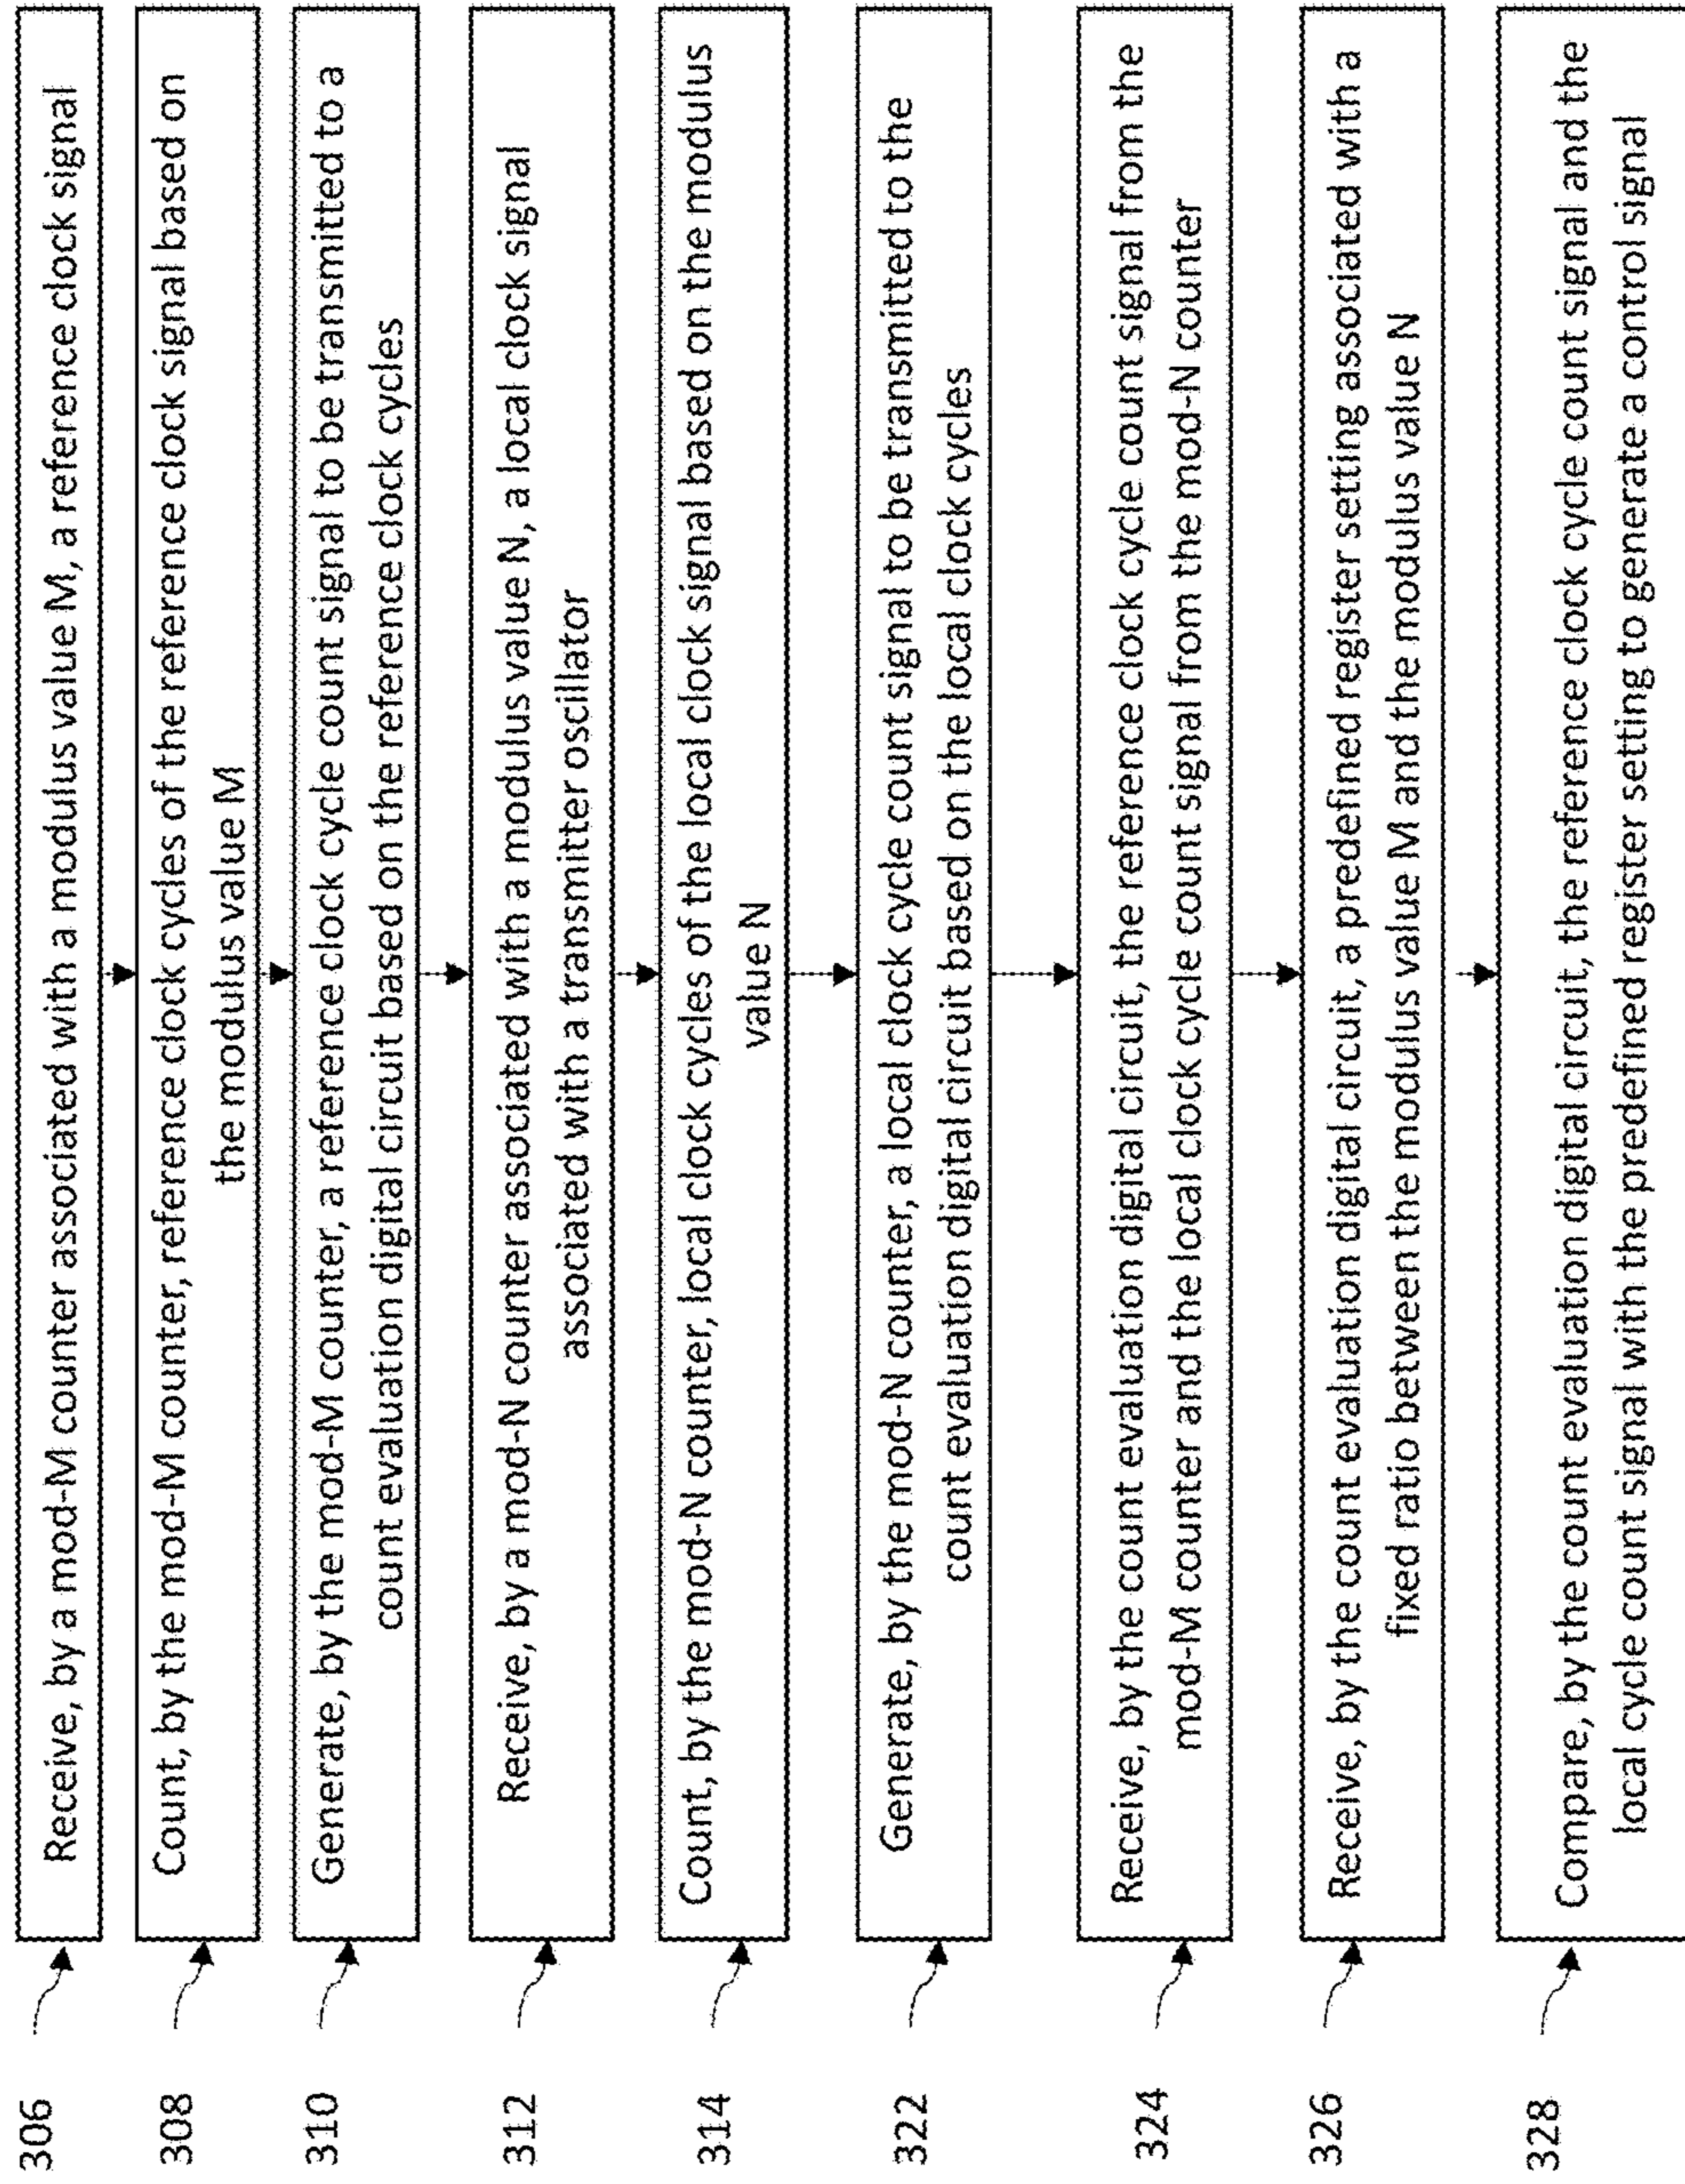 306
Receive, by a mod-M counter associated with a modulus value M, a reference clock signal
308
Count, by the mod-M counter, reference clock cycles of the reference clock signal based on
the modulus value M
310
Generate, by the mod-M counter, a reference clock cycle count signal to be transmitted to a
count evaluation digital circuit based on the reference clock cycles
312
Receive, by a mod-N counter associated with a modulus value N, a local clock signal
associated with a transmitter oscillator
314
Count, by the mod-N counter, local clock cycles of the local clock signal based on the modulus
value N
322
Generate, by the mod-N counter, a local clock cycle count signal to be transmitted to the
count evaluation digital circuit based on the local clock cycles
324
Receive, by the count evaluation digital circuit, the reference clock cycle count signal from the
mod-M counter and the local clock cycle count signal from the mod-N counter
326
Receive, by the count evaluation digital circuit, a predefined register setting associated with a
fixed ratio between the modulus value M and the modulus value N
328
Compare, by the count evaluation digital circuit, the reference clock cycle count signal and the
local cycle count signal with the predefined register setting to generate a control signal